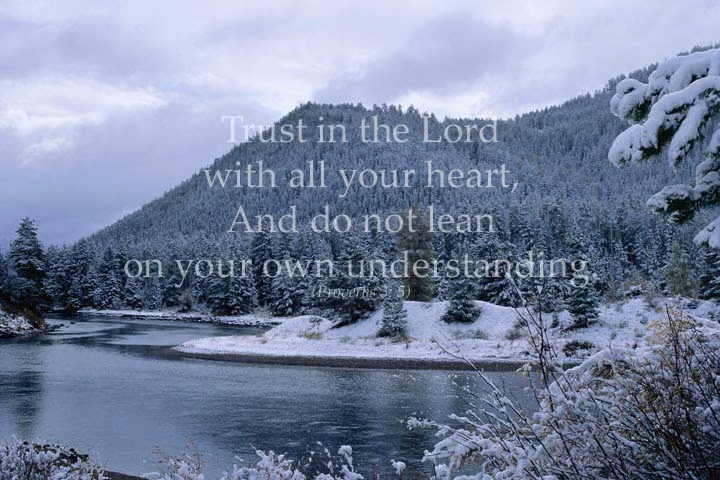 Trust in the Lord
with all your heart,
And do not lean
on your own understanding.
(Proverbs 3:5)